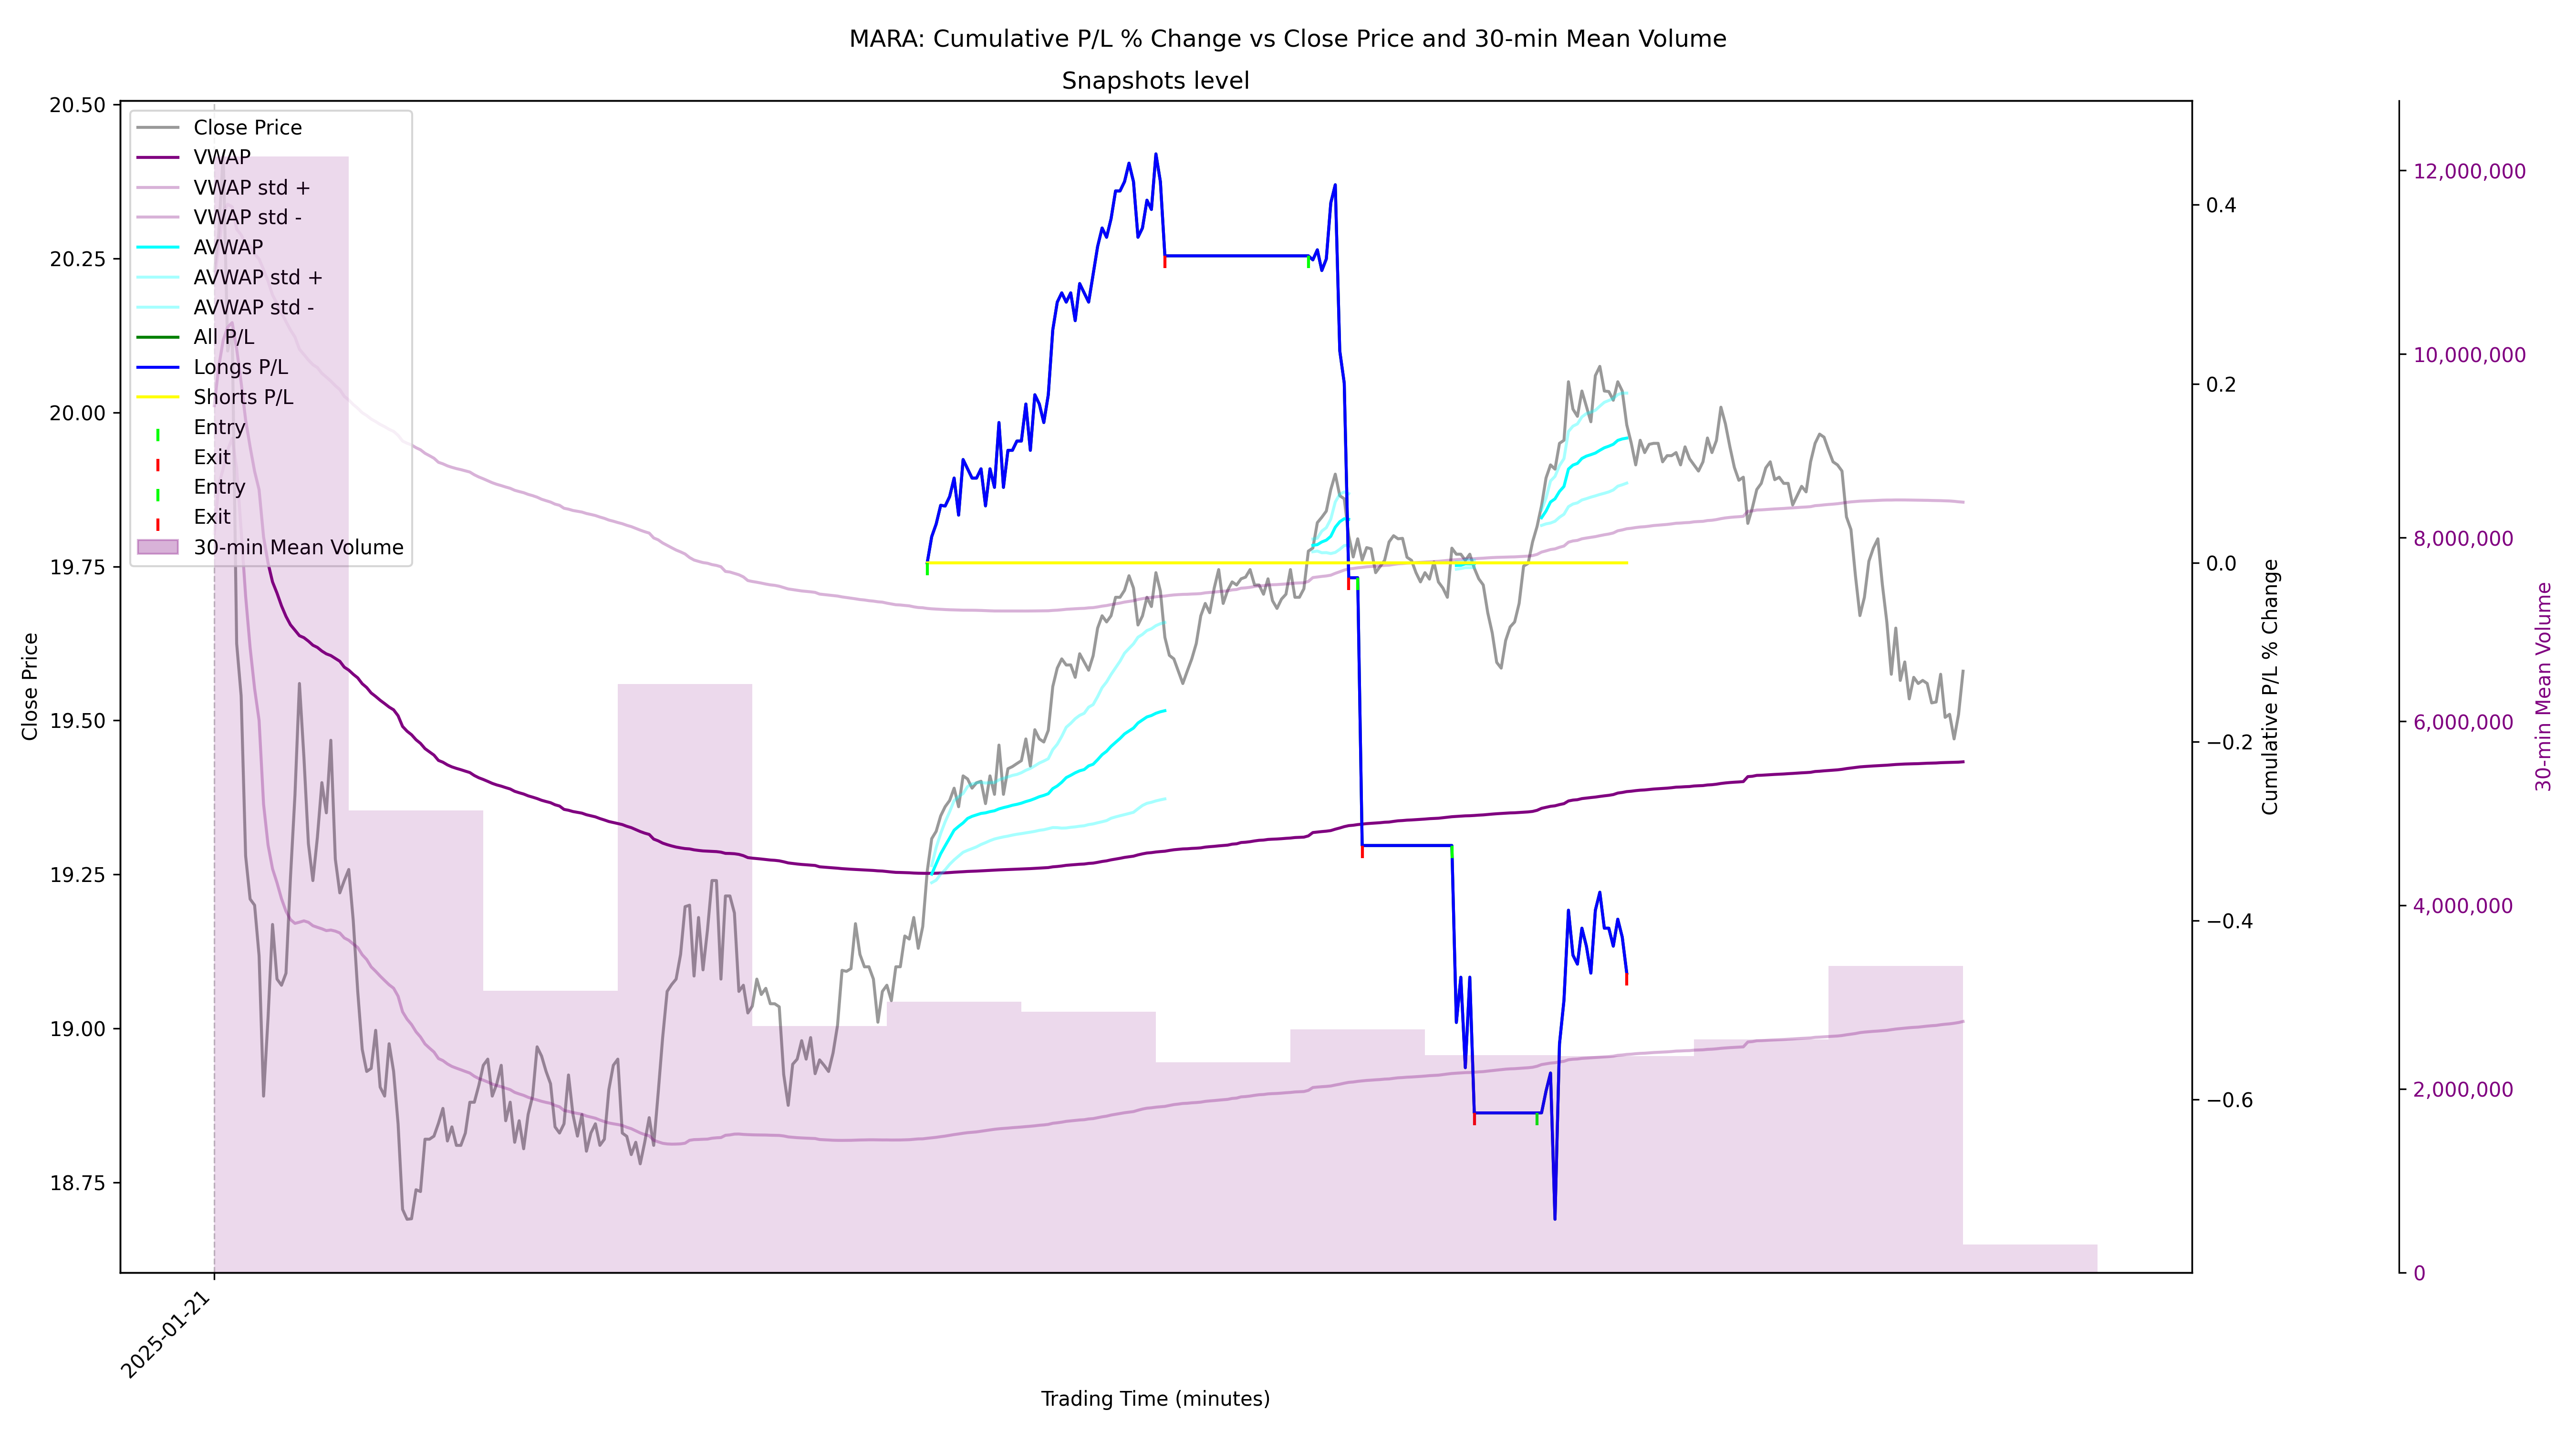 MARA: Cumulative P/L % Change vs Close Price and 30-min Mean Volume
Snapshots level
Close Price
20.50
20.25
20.00
19.75
19.50
19.25
19.00
18.75
Close Price
VWAP
VWAP std +
VWAP std -
AVWAP
AVWAP std +
AVWAP std -
All P/L
Longs P/L
Shorts P/L
Entry
Exit
Entry
Exit
30-min Mean Volume
0.4
0.2
0.0
−0.2
−0.4
−0.6
Cumulative P/L % Change
12,000,000
10,000,000
8,000,000
6,000,000
4,000,000
2,000,000
0
30-min Mean Volume
2025-01-21
Trading Time (minutes)